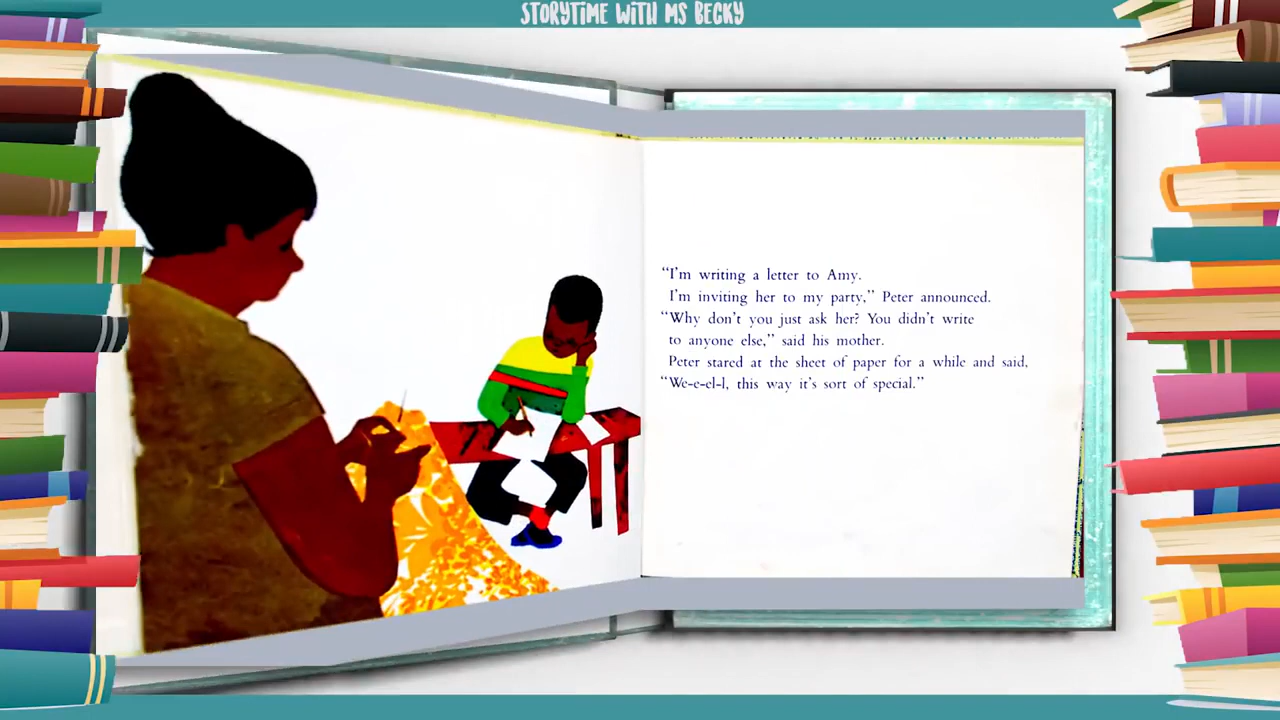 STORYTIME WITH MS BECKY
“I’m writing a letter to Amy.
I’m inviting her to my party,” Peter announced.
“Why don’t you just ask her? You didn’t write
to anyone else,” said his mother.
Peter stared at the sheet of paper for a while and said,
“We-e-el-l, this way it’s sort of special.”